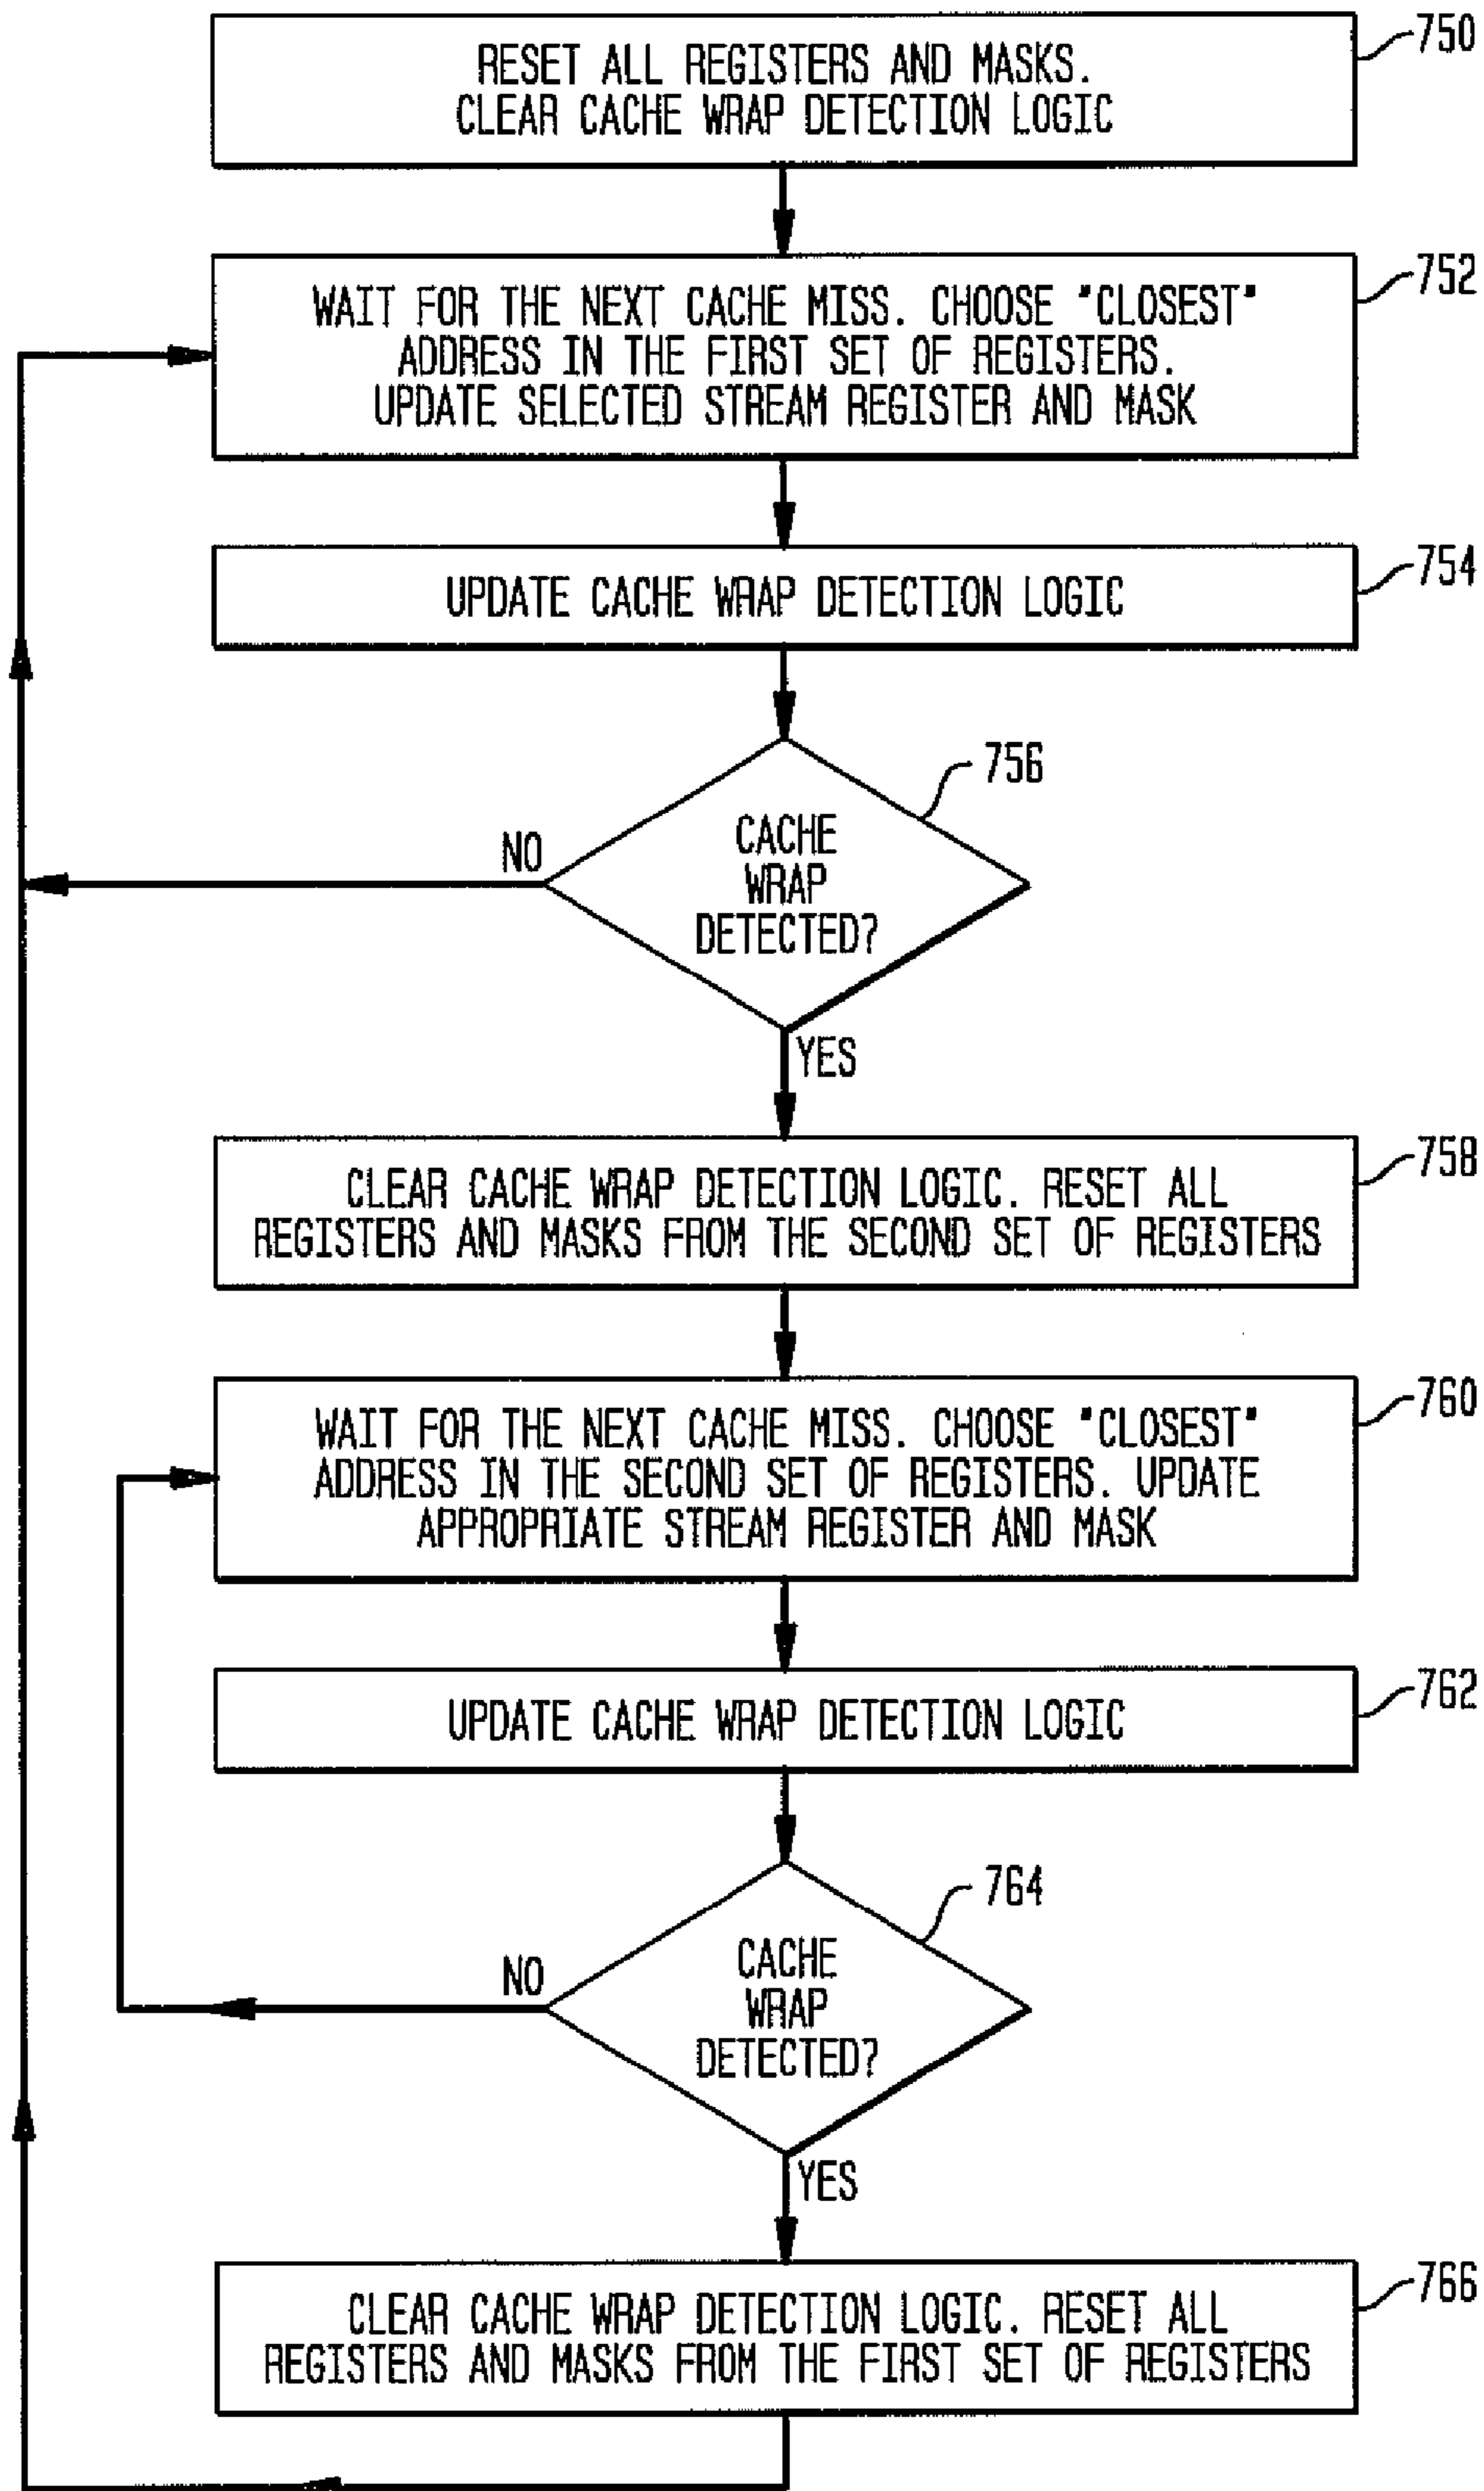 750
RESET ALL REGISTERS AND MASKS.
CLEAR CACHE WRAP DETECTION LOGIC
752
WAIT FOR THE NEXT CACHE MISS. CHOOSE "CLOSEST"
ADDRESS IN THE FIRST SET OF REGISTERS.
UPDATE SELECTED STREAM REGISTER AND MASK
754
UPDATE CACHE WRAP DETECTION LOGIC
756
CACHE
WRAP
DETECTED?
NO
YES
758
CLEAR CACHE WRAP DETECTION LOGIC. RESET ALL
REGISTERS AND MASKS FROM THE SECOND SET OF REGISTERS
760
WAIT FOR THE NEXT CACHE MISS. CHOOSE "CLOSEST"
ADDRESS IN THE SECOND SET OF REGISTERS. UPDATE
APPROPRIATE STREAM REGISTER AND MASK
762
UPDATE CACHE WRAP DETECTION LOGIC
764
CACHE
WRAP
DETECTED?
NO
YES
766
CLEAR CACHE WRAP DETECTION LOGIC. RESET ALL
REGISTERS AND MASKS FROM THE FIRST SET OF REGISTERS